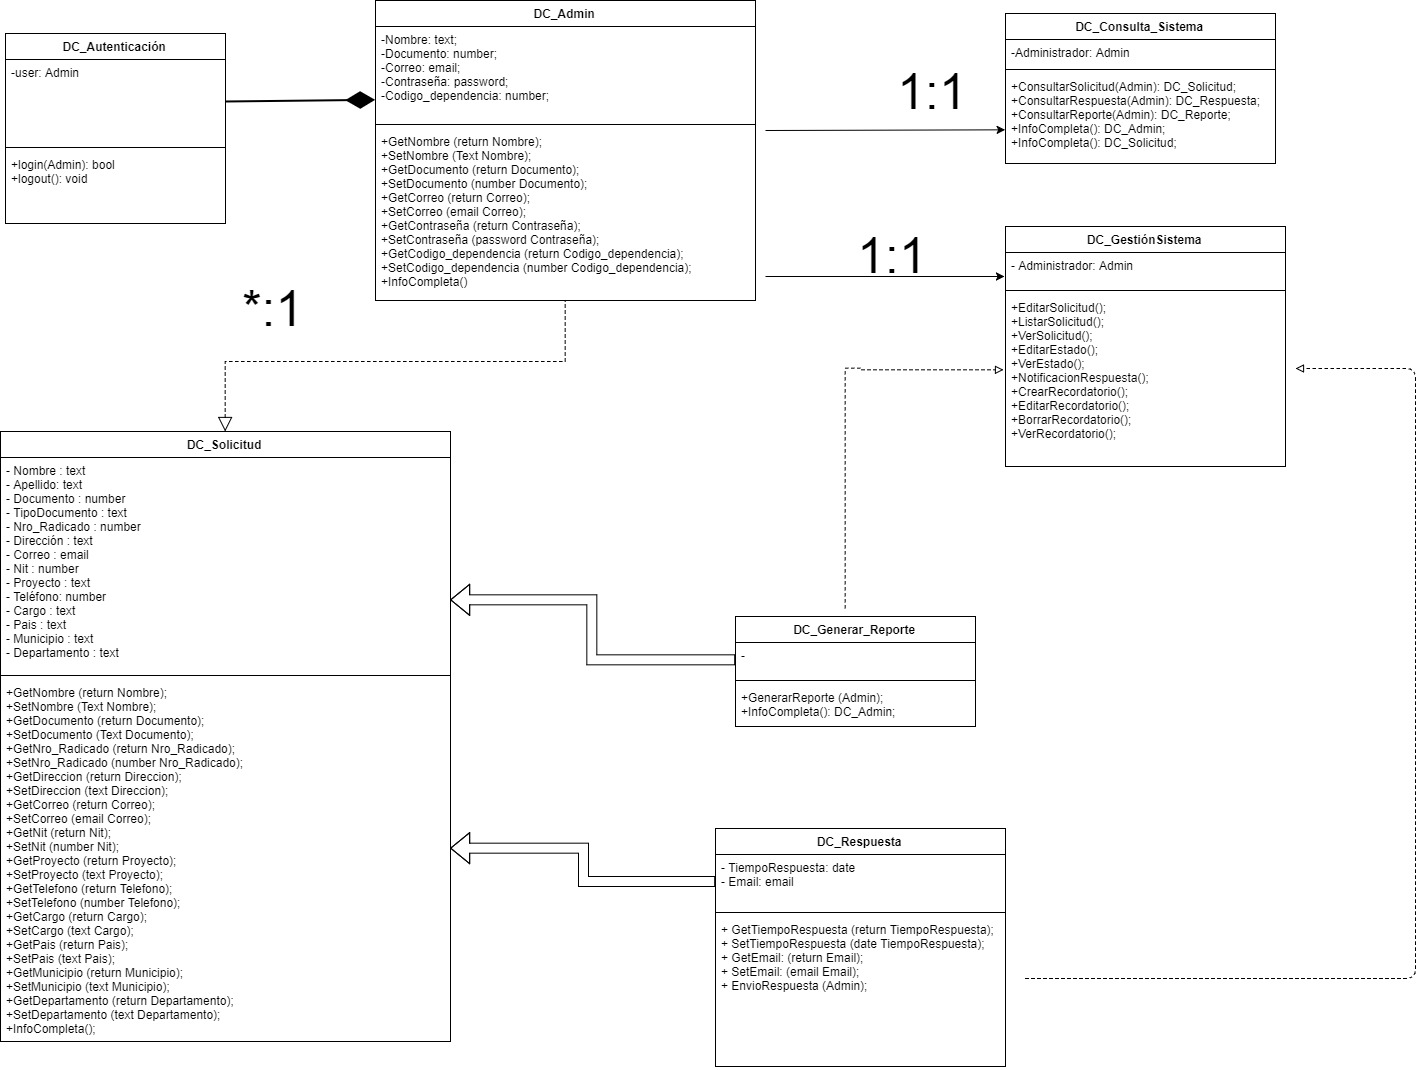 DC_Autenticación
-user: Admin
+login(Admin): bool
+logout(): void
DC_Admin
-Nombre: text;
-Documento: number;
-Correo: email;
-Contraseña: password;
-Codigo_dependencia: number;
+GetNombre (return Nombre);
+SetNombre (Text Nombre);
+GetDocumento (return Documento);
+SetDocumento (number Documento);
+GetCorreo (return Correo);
+SetCorreo (email Correo);
+GetContraseña (return Contraseña);
+SetContraseña (password Contraseña);
+GetCodigo_dependencia (return Codigo_dependencia);
+SetCodigo_dependencia (number Codigo_dependencia);
+InfoCompleta()
1:1
DC_Consulta_Sistema
-Administrador: Admin
+ConsultarSolicitud(Admin): DC_Solicitud;
+ConsultarRespuesta(Admin): DC_Respuesta;
+ConsultarReporte(Admin): DC_Reporte;
+InfoCompleta(): DC_Admin;
+InfoCompleta(): DC_Solicitud;
1:1
DC_GestiónSistema
- Administrador: Admin
+EditarSolicitud();
+ListarSolicitud();
+VerSolicitud();
+EditarEstado();
+VerEstado();
+NotificacionRespuesta();
+CrearRecordatorio();
+EditarRecordatorio();
+BorrarRecordatorio();
+VerRecordatorio();
*:1
DC_Solicitud
- Nombre : text
- Apellido: text
- Documento : number
- TipoDocumento : text
- Nro_Radicado : number
- Dirección : text
- Correo : email
- Nit : number
- Proyecto : text
- Teléfono: number
- Cargo : text
- Pais : text
- Municipio : text
- Departamento : text
+GetNombre (return Nombre);
+SetNombre (Text Nombre);
+GetDocumento (return Documento);
+SetDocumento (Text Documento);
+GetNro_Radicado (return Nro_Radicado);
+SetNro_Radicado (number Nro_Radicado);
+GetDireccion (return Direccion);
+SetDireccion (text Direccion);
+GetCorreo (return Correo);
+SetCorreo (email Correo);
+GetNit (return Nit);
+SetNit (number Nit);
+GetProyecto (return Proyecto);
+SetProyecto (text Proyecto);
+GetTelefono (return Telefono);
+SetTelefono (number Telefono);
+GetCargo (return Cargo);
+SetCargo (text Cargo);
+GetPais (return Pais);
+SetPais (text Pais);
+GetMunicipio (return Municipio);
+SetMunicipio (text Municipio);
+GetDepartamento (return Departamento);
+SetDepartamento (text Departamento);
+InfoCompleta();
DC_Generar_Reporte
-
+GenerarReporte (Admin);
+InfoCompleta(): DC_Admin;
DC_Respuesta
- TiempoRespuesta: date
- Email: email
+ GetTiempoRespuesta (return TiempoRespuesta);
+ SetTiempoRespuesta (date TiempoRespuesta);
+ GetEmail: (return Email);
+ SetEmail: (email Email);
+ EnvioRespuesta (Admin);